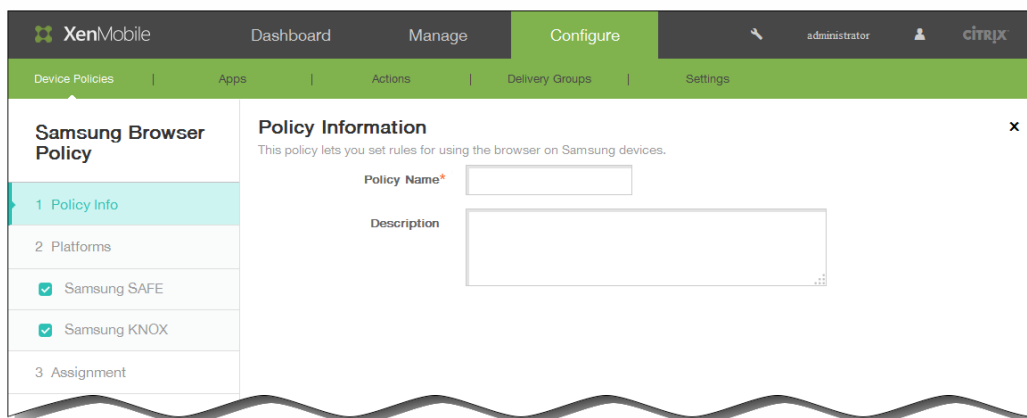 XenMobile Dashboard Manage Configure administrator CİTRIX
Device Policies | Apps | Actions | Delivery Groups | Settings
Samsung Browser
Policy
1 Policy Info
2 Platforms
Samsung SAFE
Samsung KNOX
3 Assignment
Policy Information
This policy lets you set rules for using the browser on Samsung devices.
Policy Name*
Description
x